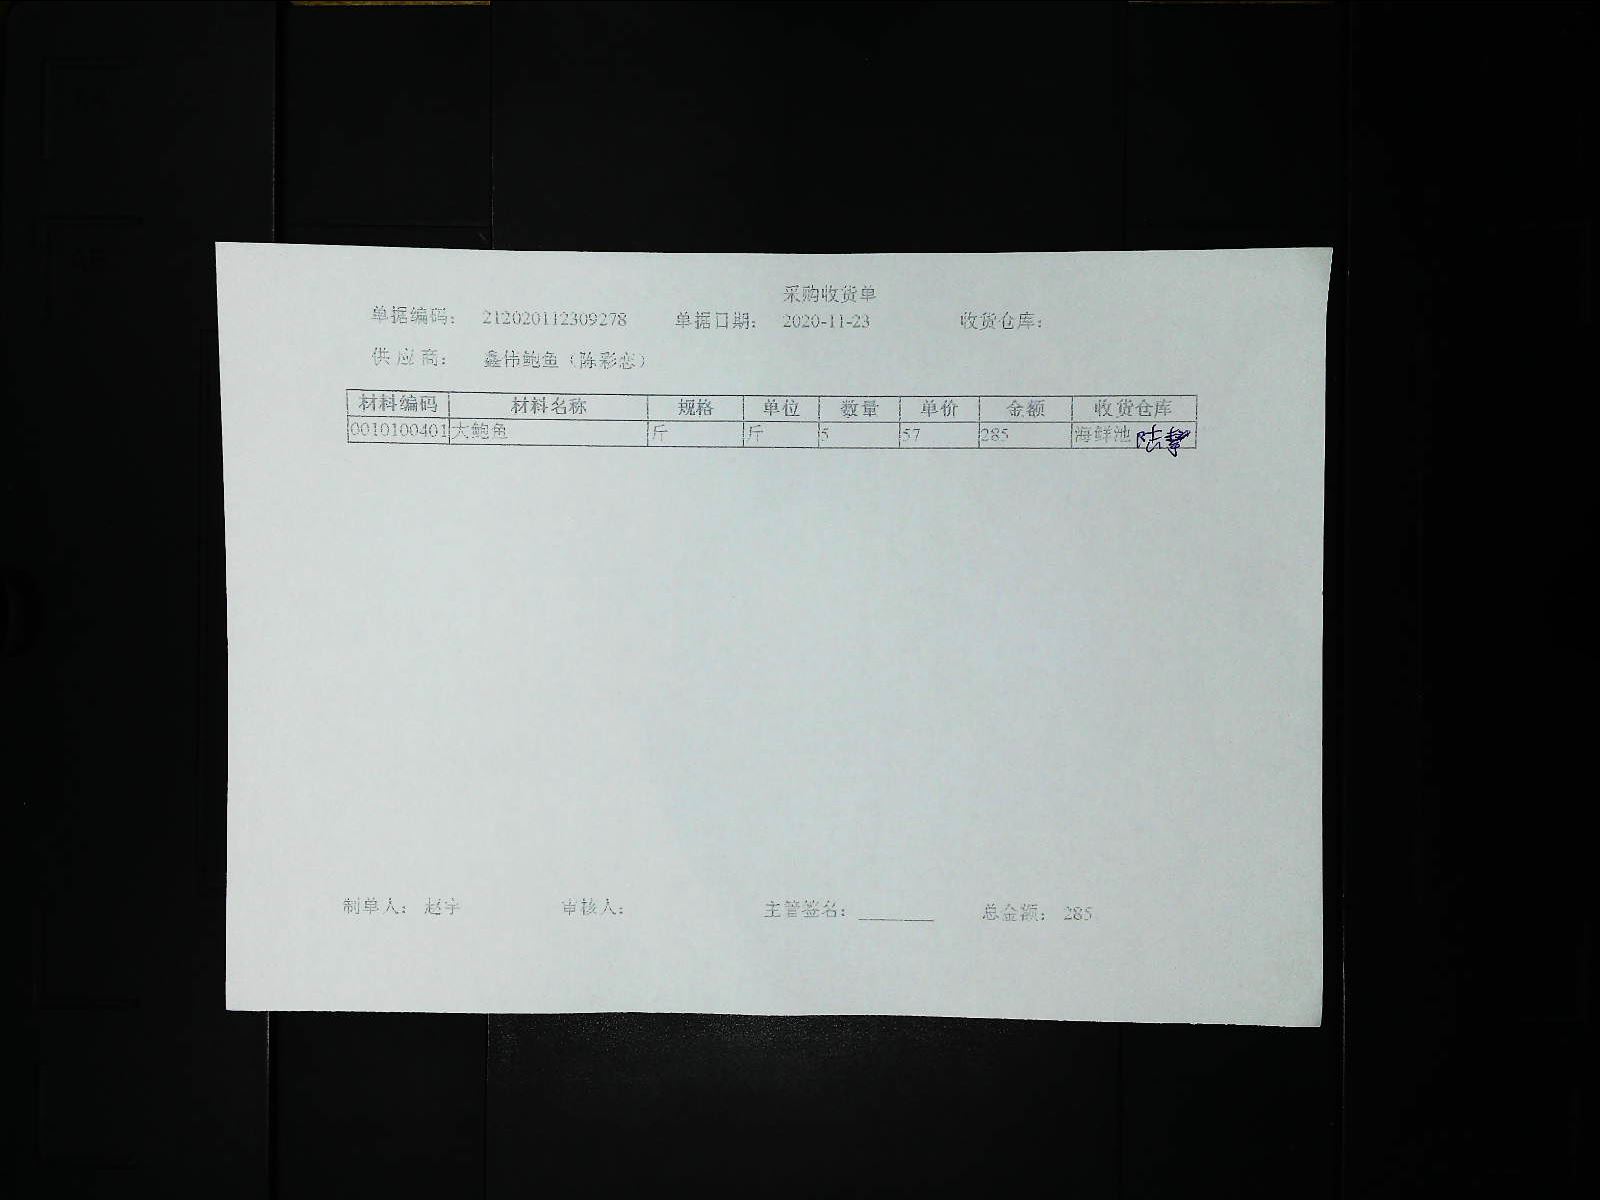 采购收货单
单据编码： 212020112309278 单据日期： 2020-11-23 收货仓库：
供应商： 鑫伟鲍鱼（陈彩恋）
材料编码 材料名称 规格 单位 数量 单价 金额 收货仓库
0010100401 大鲍鱼 斤 斤 5 57 285 海鲜池
制单人： 赵宇 审核人： 主管签名： 总金额： 285